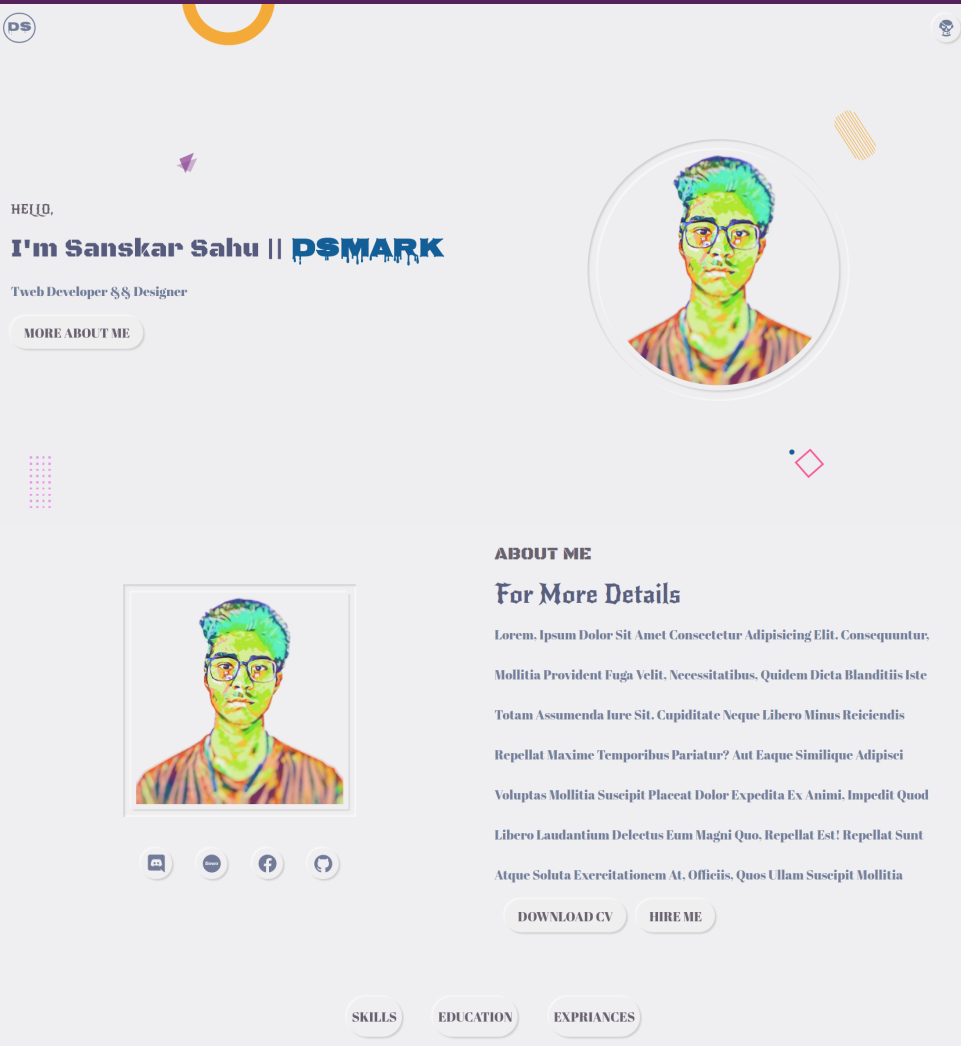 DS
HELLO,
I'm Sanskar Sahu || DSMARK
Tweb Developer && Designer
MORE ABOUT ME
ABOUT ME
For More Details
Lorem, Ipsum Dolor Sit Amet Consectetur Adipisicing Elit. Consequuntur,
Mollitia Provident Fuga Velit, Necessitatibus, Quidem Dicta Blanditiis Iste
Totam Assumenda Iure Sit. Cupiditate Neque Libero Minus Reiciendis
Repellat Maxime Temporibus Pariatur? Aut Eaque Similique Adipisci
Voluptas Mollitia Suscipit Placeat Dolor Expedita Ex Animi, Impedit Quod
Libero Laudantium Delectus Eum Magni Quo, Repellat Est! Repellat Sunt
Atque Soluta Exercitationem At, Officiis, Quos Ullam Suscipit Mollitia
DOWNLOAD CV HIRE ME
SKILLS EDUCATION EXPRIANCES